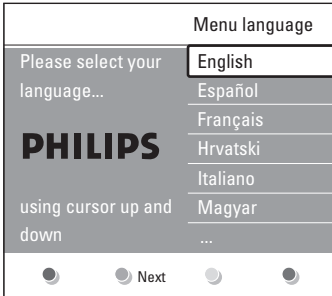 Menu language
Please select your
language...
PHILIPS
using cursor up and
down
English
Español
Français
Hrvatski
Italiano
Magyar
...
Next